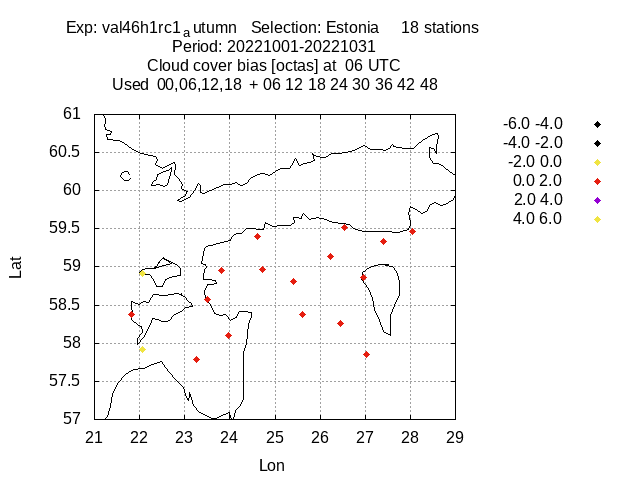 Exp: val46h1rc1autumn Selection: Estonia 18 stations
Period: 20221001-20221031
Cloud cover bias [octas] at 06 UTC
Used 00,06,12,18 + 06 12 18 24 30 36 42 48
-6.0 -4.0
-4.0 -2.0
-2.0 0.0
0.0 2.0
2.0 4.0
4.0 6.0
61
60.5
60
59.5
59
58.5
58
57.5
57
Lat
21 22 23 24 25 26 27 28 29
Lon